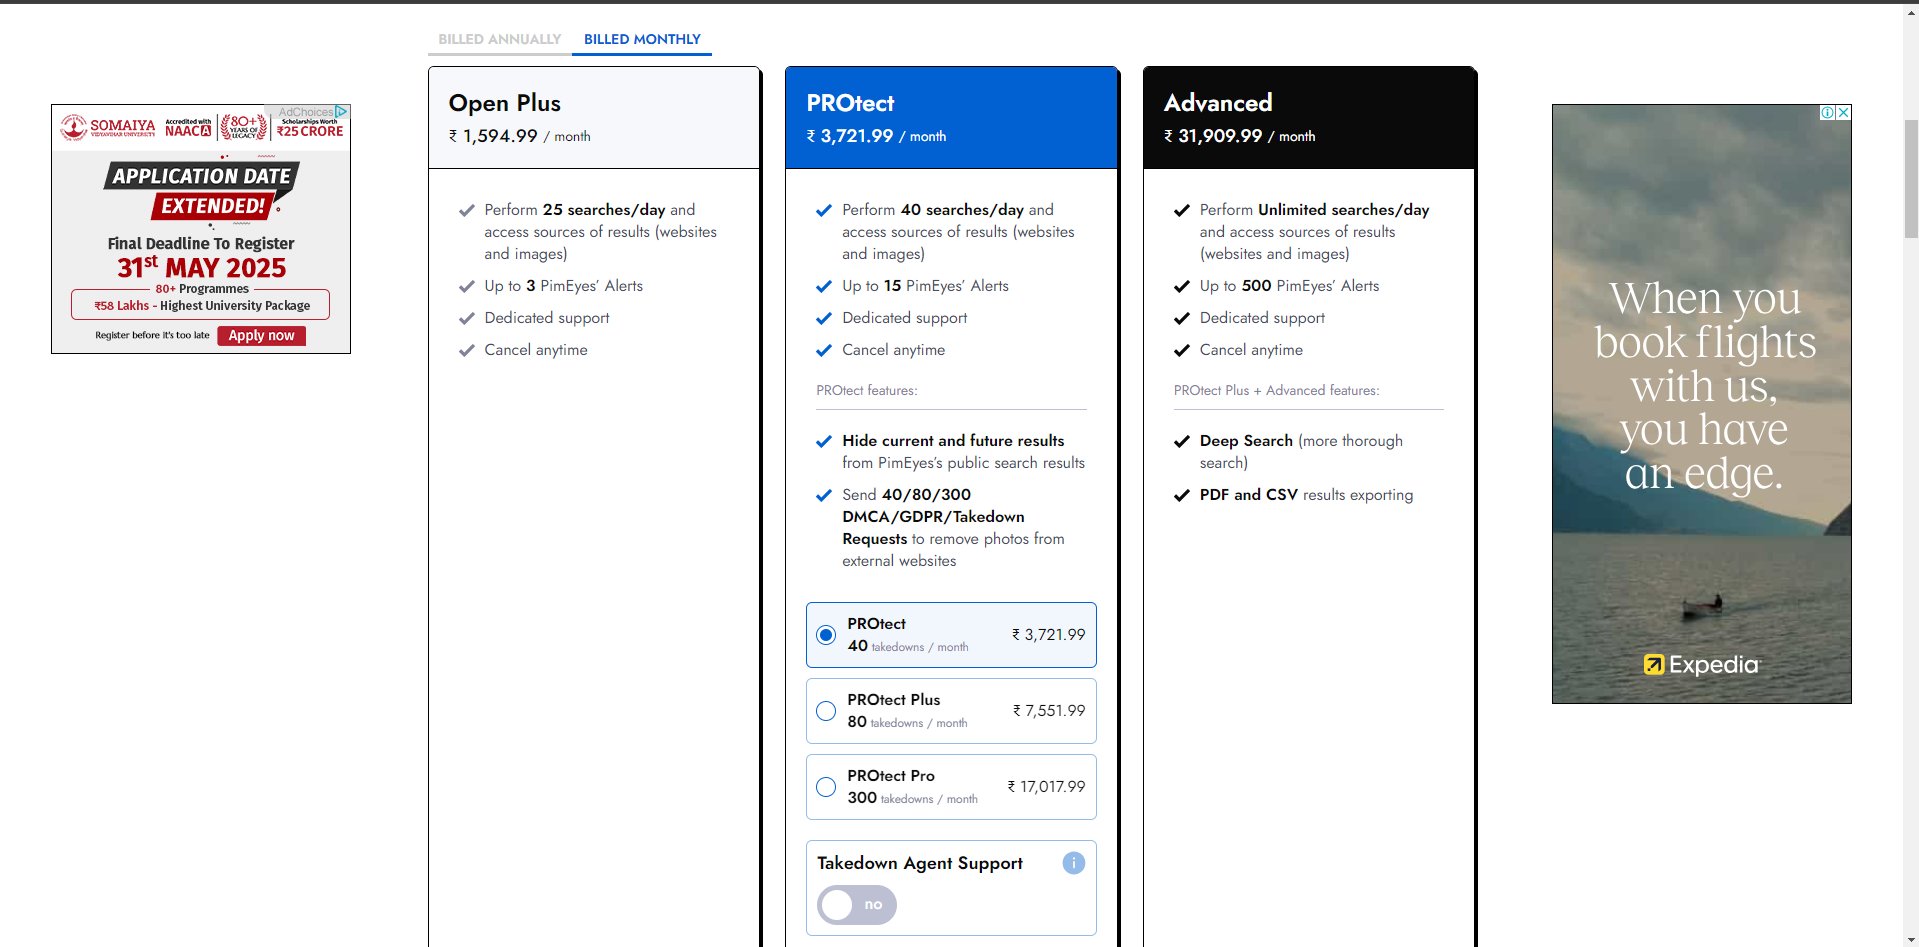 BILLED ANNUALLY
BILLED MONTHLY
AdChoices
SOMAIYA
VIDYAVIHAR UNIVERSITY
Accredited with
NAAC A
80+
YEARS OF
LEGACY
Scholarships Worth
₹25 CRORE
APPLICATION DATE
EXTENDED!
Final Deadline To Register
31st MAY 2025
80+ Programmes
₹58 Lakhs - Highest University Package
Register before it's too late
Apply now
Open Plus
₹ 1,594.99 / month
Perform 25 searches/day and
access sources of results (websites
and images)
Up to 3 PimEyes’ Alerts
Dedicated support
Cancel anytime
PROtect
₹ 3,721.99 / month
Perform 40 searches/day and
access sources of results (websites
and images)
Up to 15 PimEyes’ Alerts
Dedicated support
Cancel anytime
PROtect features:
Hide current and future results
from PimEyes’s public search results
Send 40/80/300
DMCA/GDPR/Takedown
Requests to remove photos from
external websites
PROtect
40 takedowns / month
₹ 3,721.99
PROtect Plus
80 takedowns / month
₹ 7,551.99
PROtect Pro
300 takedowns / month
₹ 17,017.99
Takedown Agent Support
i
no
Advanced
₹ 31,909.99 / month
Perform Unlimited searches/day
and access sources of results
(websites and images)
Up to 500 PimEyes’ Alerts
Dedicated support
Cancel anytime
PROtect Plus + Advanced features:
Deep Search (more thorough
search)
PDF and CSV results exporting
When you
book flights
with us,
you have
an edge.
Expedia